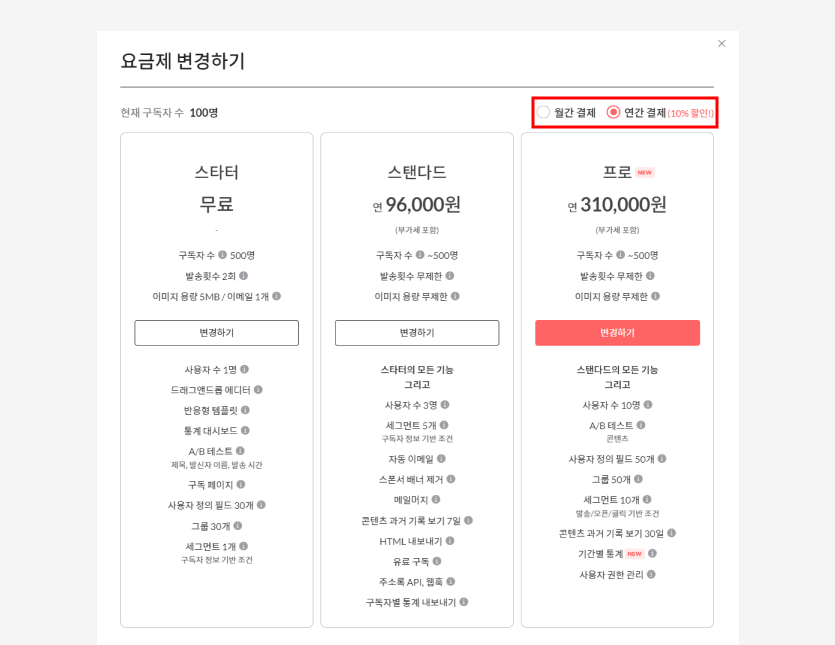 요금제 변경하기
현재 구독자 수 100명
월간 결제 연간 결제(10% 할인!)
스타터
무료
-
구독자 수 500명
발송횟수 2회
이미지 용량 5MB / 이메일 1개
변경하기
사용자 수 1명
드래그앤드롭 에디터
반응형 템플릿
통계 대시보드
A/B 테스트
제목, 발신자 이름, 발송 시간
구독 페이지
사용자 정의 필드 30개
그룹 30개
세그먼트 1개
구독자 정보 기반 조건
스탠다드
연 96,000원
(부가세 포함)
구독자 수 ~500명
발송횟수 무제한
이미지 용량 무제한
변경하기
스타터의 모든 기능
그리고
사용자 수 3명
세그먼트 5개
구독자 정보 기반 조건
자동 이메일
스폰서 배너 제거
메일머지
콘텐츠 과거 기록 보기 7일
HTML 내보내기
유료 구독
주소록 API, 웹훅
구독자별 통계 내보내기
프로 NEW
연 310,000원
(부가세 포함)
구독자 수 ~500명
발송횟수 무제한
이미지 용량 무제한
변경하기
스탠다드의 모든 기능
그리고
사용자 수 10명
A/B 테스트
콘텐츠
사용자 정의 필드 50개
그룹 50개
세그먼트 10개
발송/오픈/클릭 기반 조건
콘텐츠 과거 기록 보기 30일
기간별 통계 NEW
사용자 권한 관리